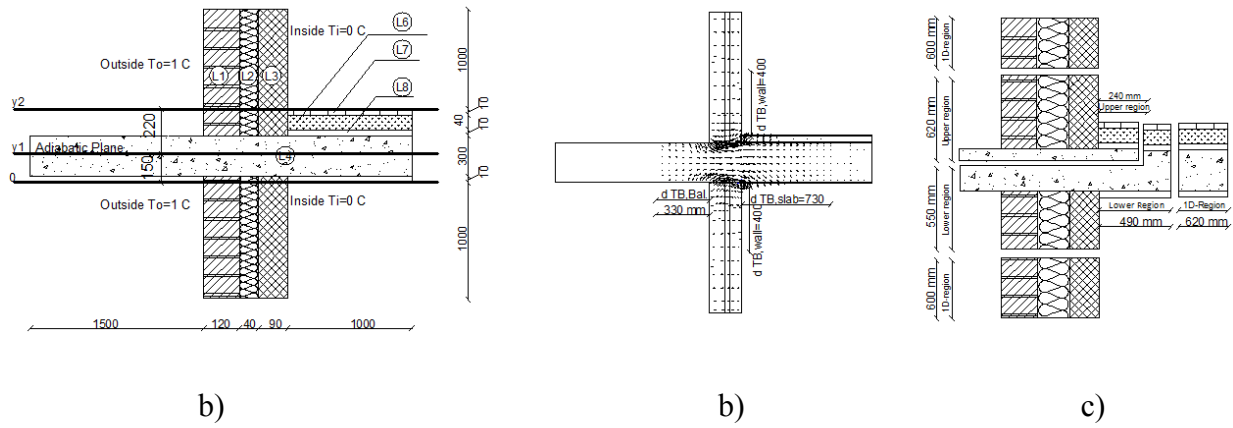 Inside Ti=0 C
L6
L7
L8
Outside To=1 C
L1
L2
L3
1000
y2
220
40
Adiabatic Plane
y1
L4
150
300
0
Outside To=1 C
Inside Ti=0 C
1000
1500
120
40
90
1000
b)
d TB,wall=400
d TB,Bal.
330 mm
d TB,slab=730
d TB,wall=400
b)
600 mm
1D-region
620 mm
Upper region
240 mm
Upper region
550 mm
Lower region
Lower Region
490 mm
1D-Region
620 mm
600 mm
1D-region
c)